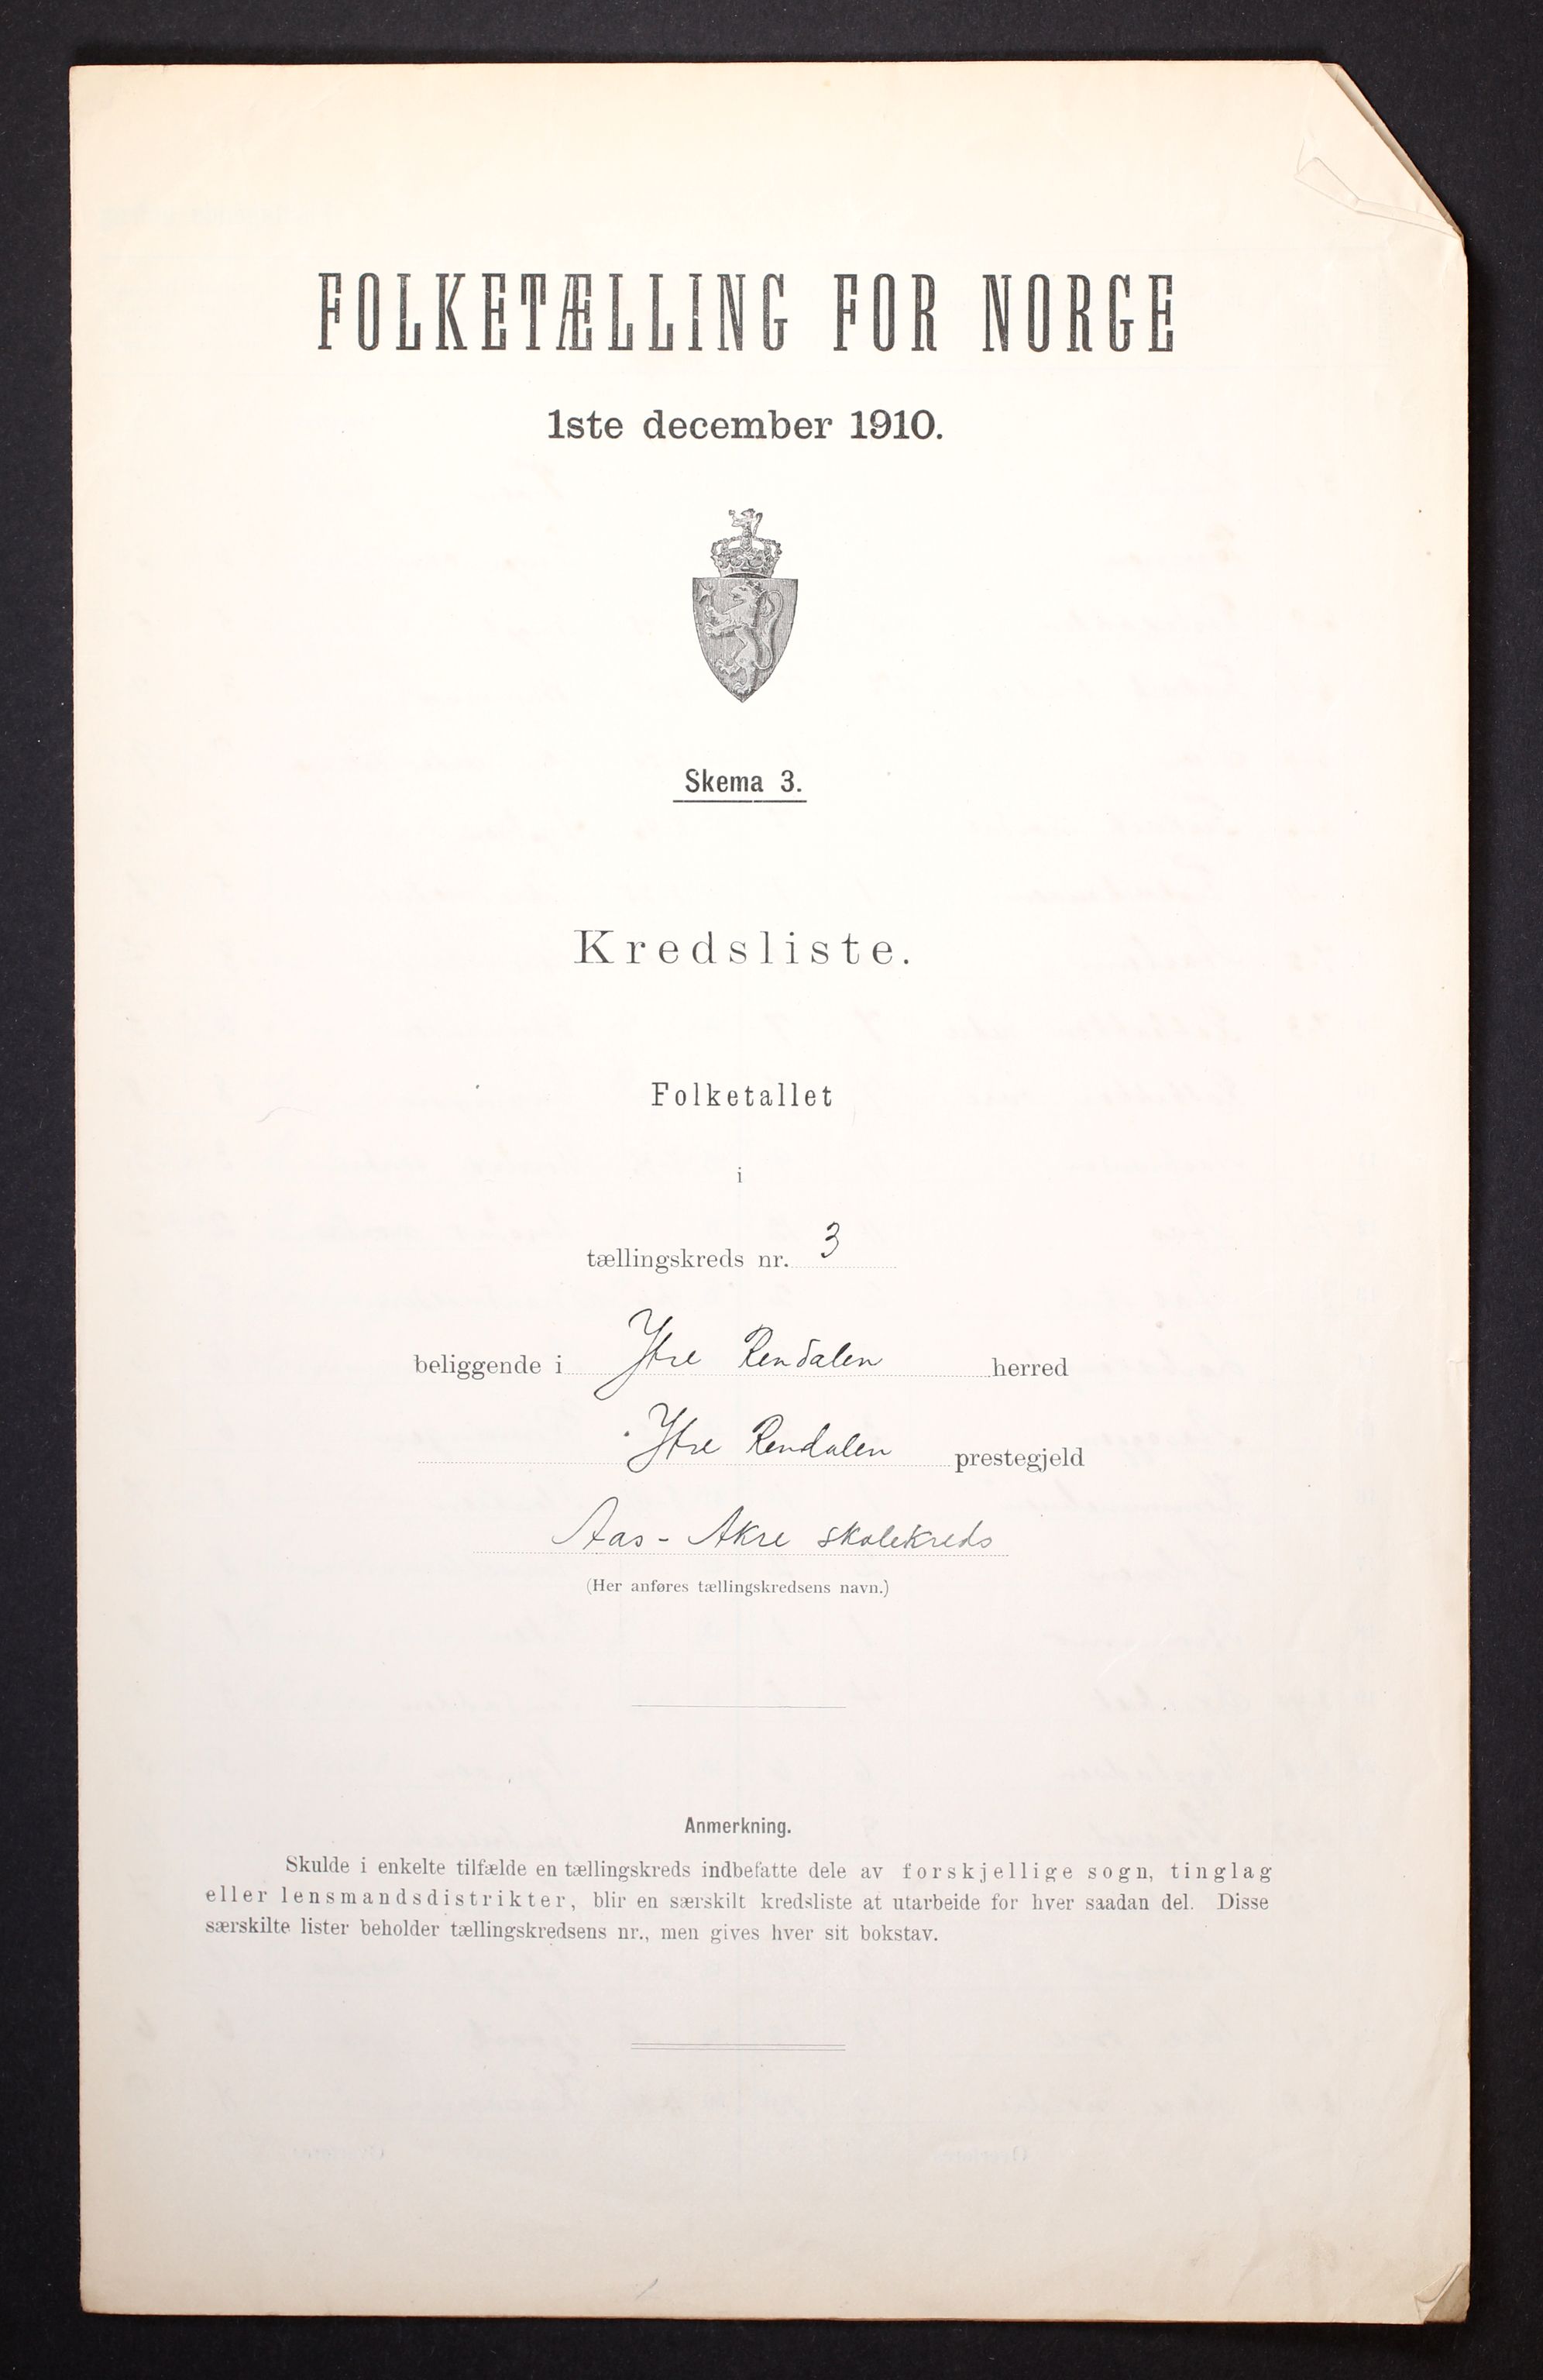 FOLKETÆLLING FOR NORGE
1ste december 1910.
Skema 3.
Kredsliste.
Folketallet
i
tællingskreds nr. 3
beliggende i Ytre Rendalen herred
Ytre Rendalen prestegjeld
Aas - Akre skolekreds
(Her anføres tællingskredsens navn.)
Anmerkning.
Skulde i enkelte tilfælde en tællingskreds indbefatte dele av forskjellige sogn, tinglag
eller lensmandsdistrikter, blir en særskilt kredsliste at utarbeide for hver saadan del. Disse
særskilte lister beholder tællingskredsens nr., men gives hver sit bokstav.